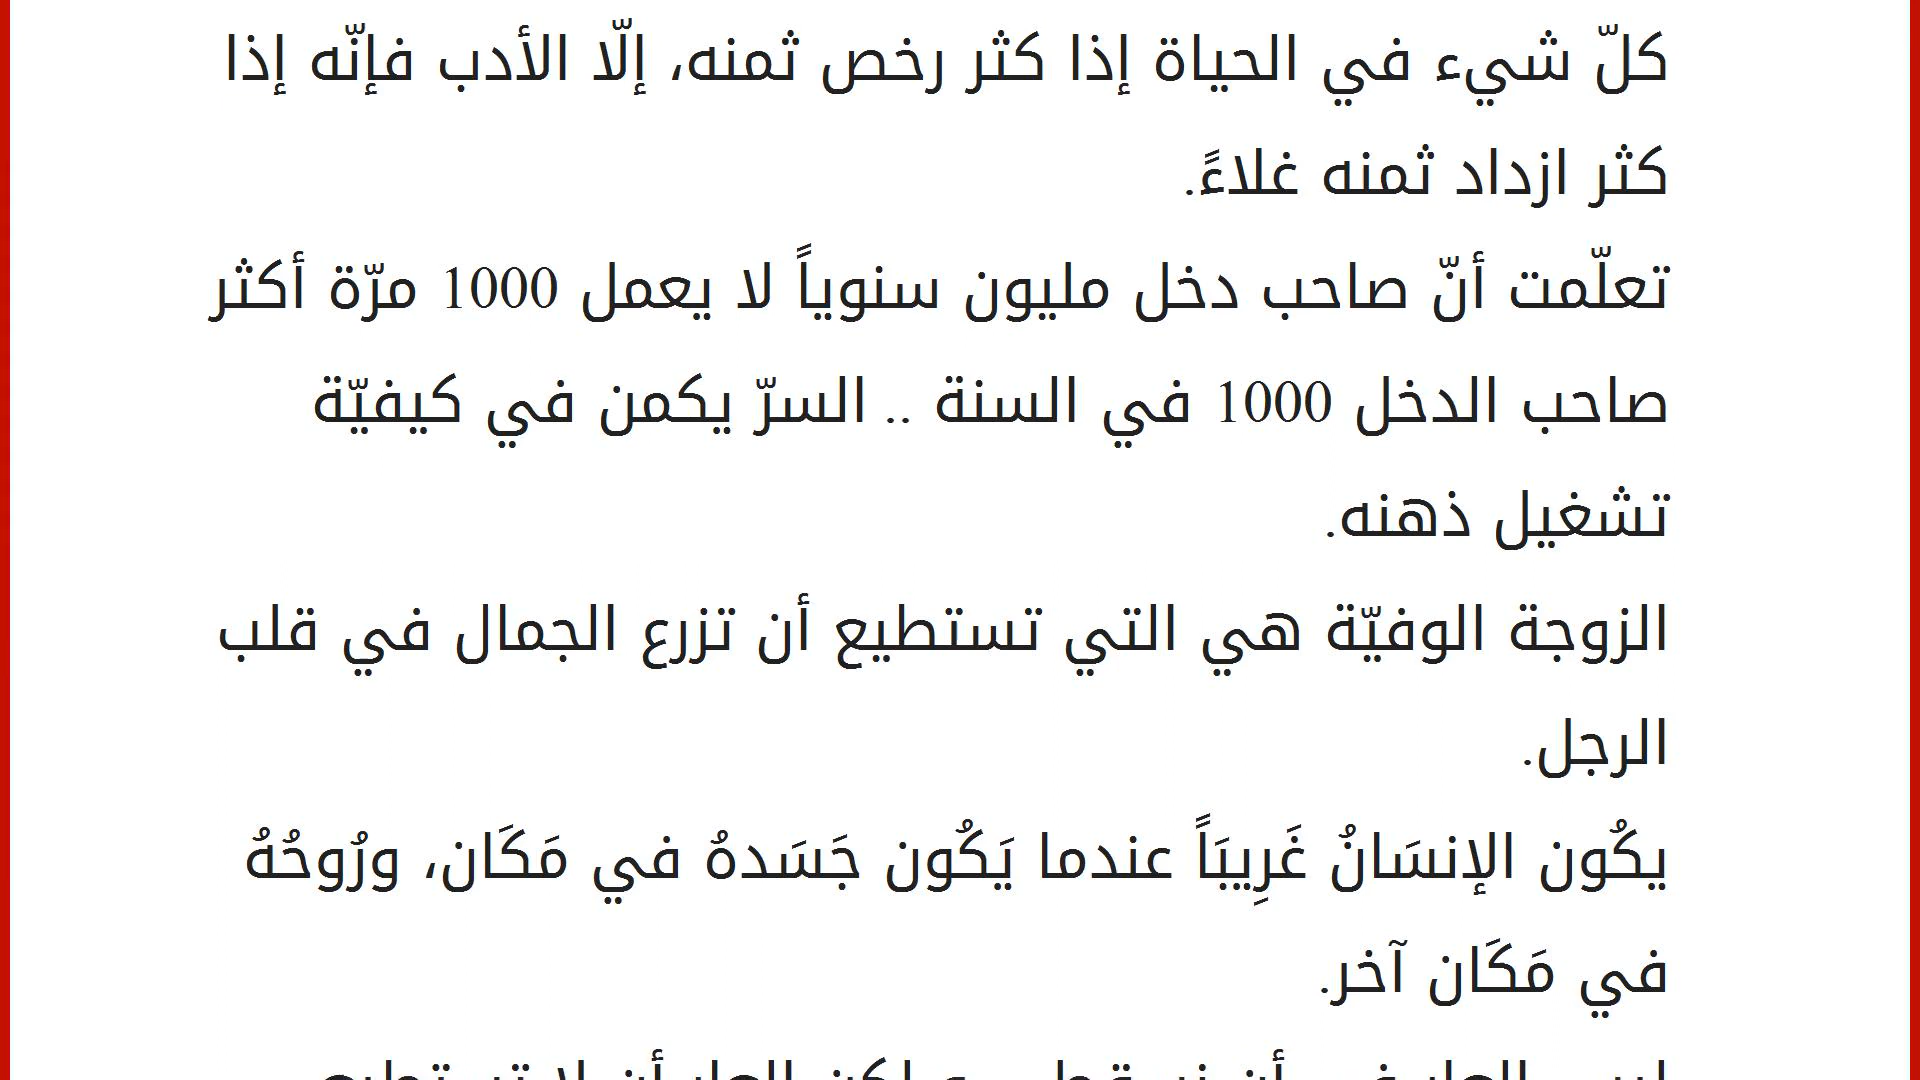 كلّ شيء في الحياة إذا كثر رخص ثمنه، إلّا الأدب فإنّه إذا
كثر ازداد ثمنه غلاءً.
تعلّمت أنّ صاحب دخل مليون سنوياً لا يعمل 1000 مرّة أكثر
صاحب الدخل 1000 في السنة .. السرّ يكمن في كيفيّة
تشغيل ذهنه.
الزوجة الوفيّة هي التي تستطيع أن تزرع الجمال في قلب
الرجل.
يكُون الإنسَانُ غَرِيبَاً عندما يَكُون جَسَدهُ في مَكَان، ورُوحُهُ
في مَكَان آخر.